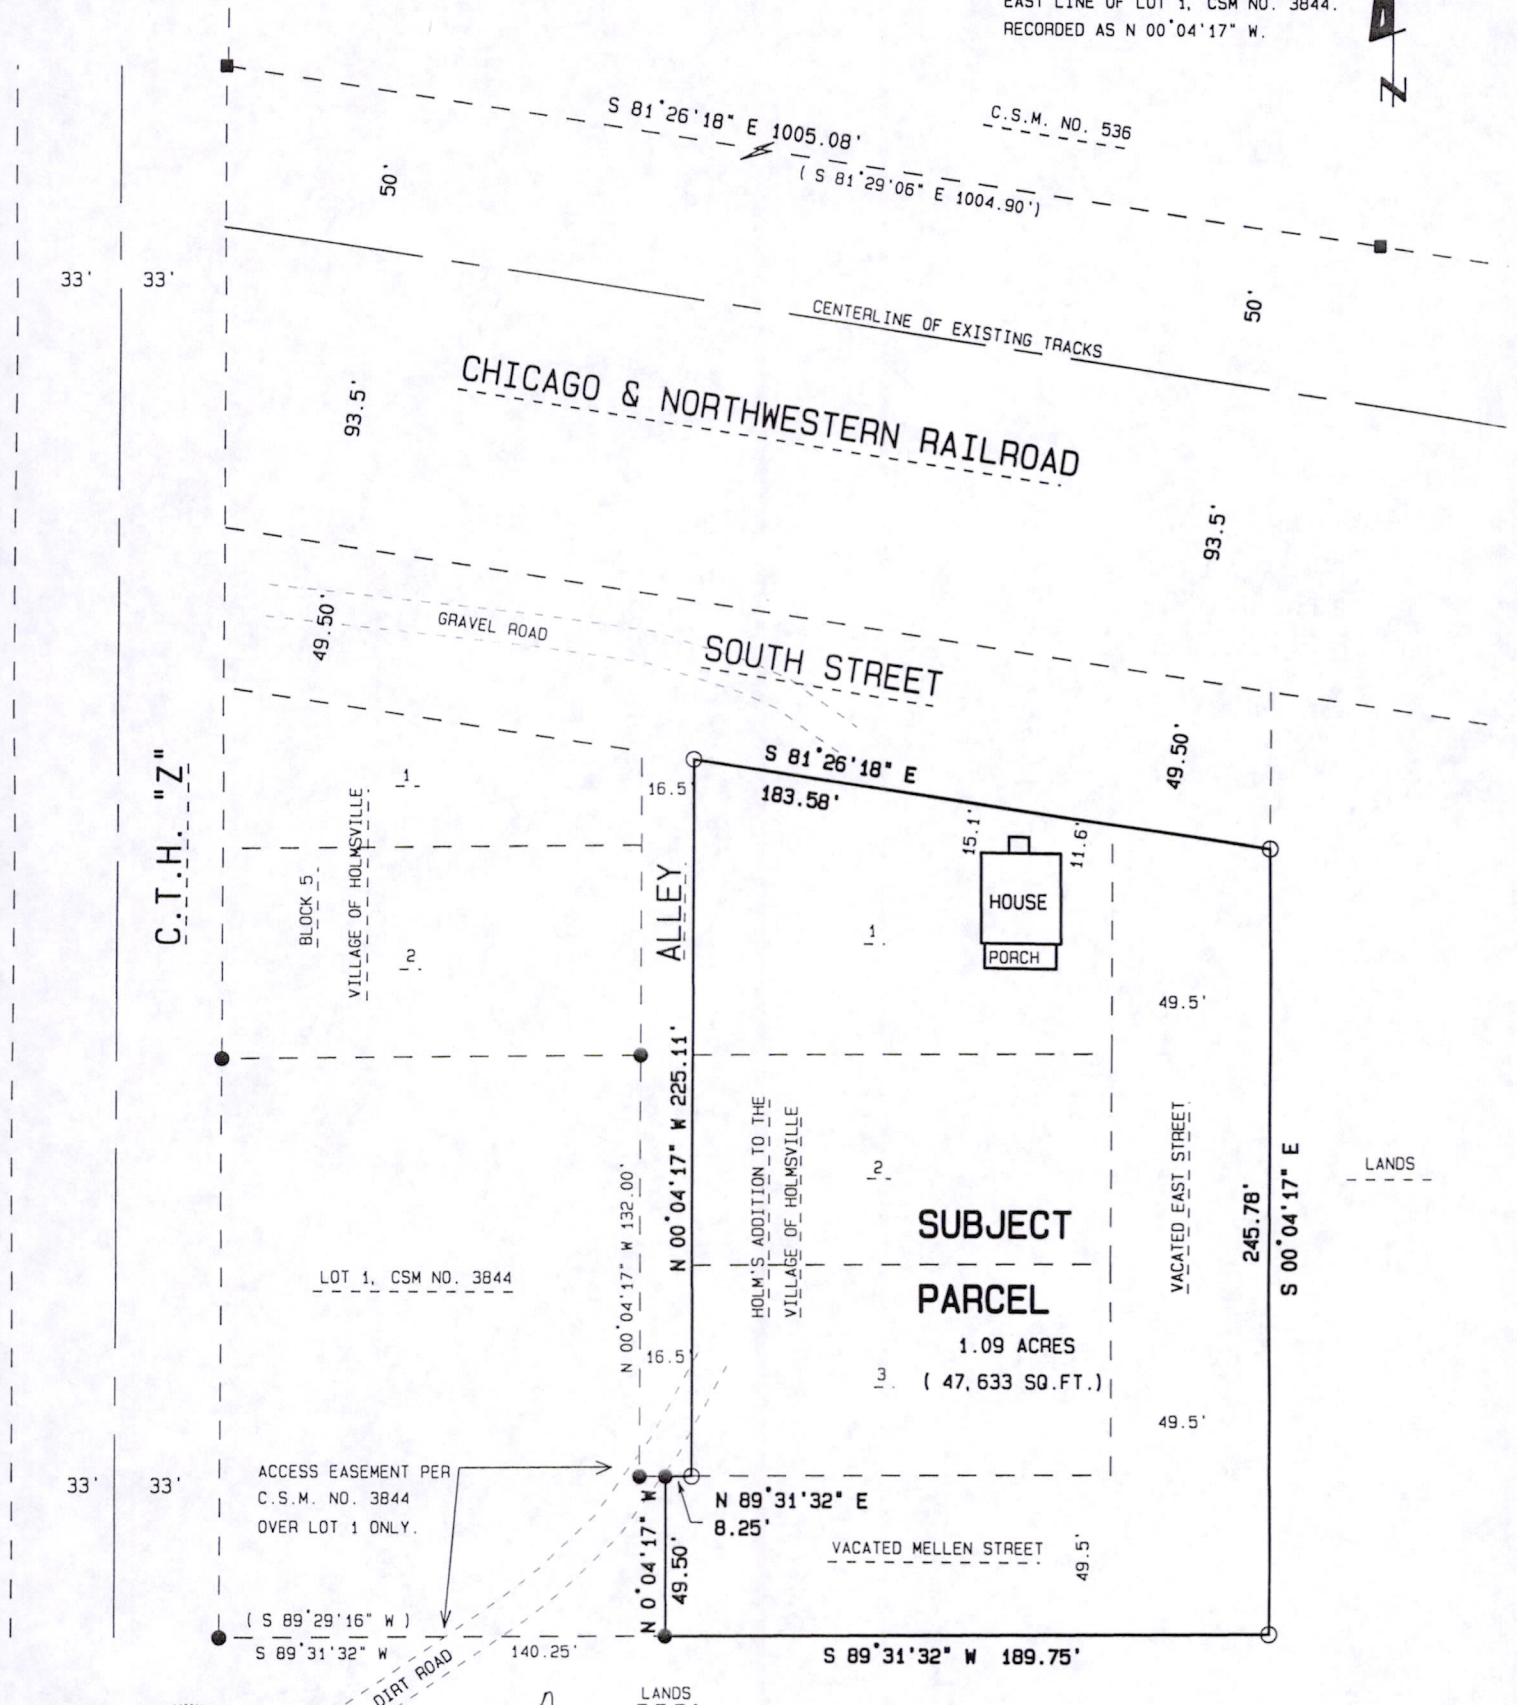 EAST LINE OF LOT 1, CSM NO. 3844.
RECORDED AS N 00°04'17" W.
N
S 81°26'18" E 1005.08'
( S 81°29'06" E 1004.90')
C.S.M. NO. 536
50'
50'
33'
33'
CENTERLINE OF EXISTING TRACKS
CHICAGO & NORTHWESTERN RAILROAD
93.5'
93.5'
49.50'
GRAVEL ROAD
SOUTH STREET
49.50'
C.T.H. "Z"
1
BLOCK 5
VILLAGE OF HOLMSVILLE
2
16.5'
ALLEY
S 81°26'18" E
183.58'
15.1'
11.6'
HOUSE
PORCH
1
49.5'
N 00°04'17" W 225.11'
N 00°04'17" W 132.00'
HOLM'S ADDITION TO THE
VILLAGE OF HOLMSVILLE
2
SUBJECT
PARCEL
1.09 ACRES
( 47,633 SQ.FT.)
3
VACATED EAST STREET
245.78'
S 00°04'17" E
LANDS
LOT 1, CSM NO. 3844
16.5'
49.5'
33'
33'
ACCESS EASEMENT PER
C.S.M. NO. 3844
OVER LOT 1 ONLY.
N 0°04'17" W
49.50'
N 89°31'32" E
8.25'
VACATED MELLEN STREET
49.5'
( S 89°29'16" W )
S 89°31'32" W
140.25'
DIRT ROAD
S 89°31'32" W 189.75'
LANDS